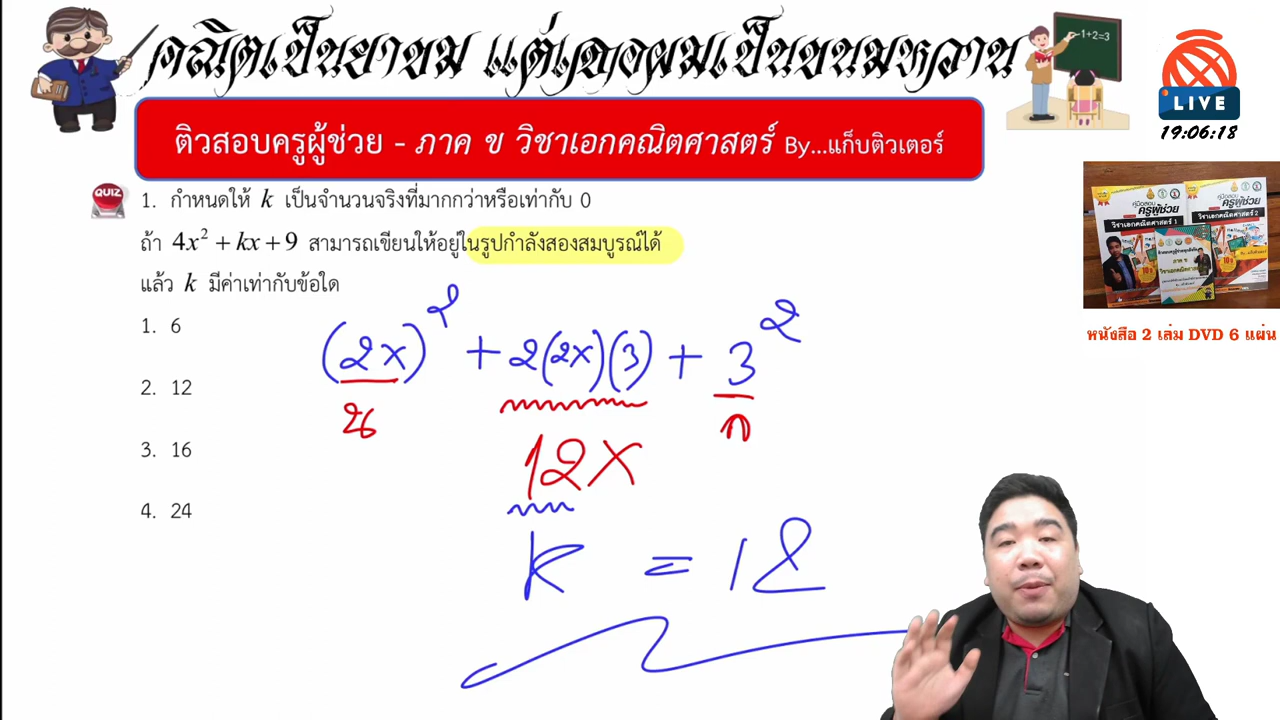 คณิตเป็นยาขม แต่เจอผมเป็นขนมหวาน
1+2=3
LIVE
19:06:18
ติวสอบครูผู้ช่วย - ภาค ข วิชาเอกคณิตศาสตร์ By...แก๊บติวเตอร์
QUIZ
1. กำหนดให้ k เป็นจำนวนจริงที่มากกว่าหรือเท่ากับ 0
ถ้า 4x² + kx + 9 สามารถเขียนให้อยู่ในรูปกำลังสองสมบูรณ์ได้
แล้ว k มีค่าเท่ากับข้อใด
1. 6
2. 12
3. 16
4. 24
(2x)² + 2(2x)(3) + 3²
น ล
12x
k = 12
คู่มือสอบ
ครูผู้ช่วย
วิชาเอกคณิตศาสตร์ 1
คู่มือสอบ
ครูผู้ช่วย
วิชาเอกคณิตศาสตร์ 2
หนังสือ 2 เล่ม DVD 6 แผ่น